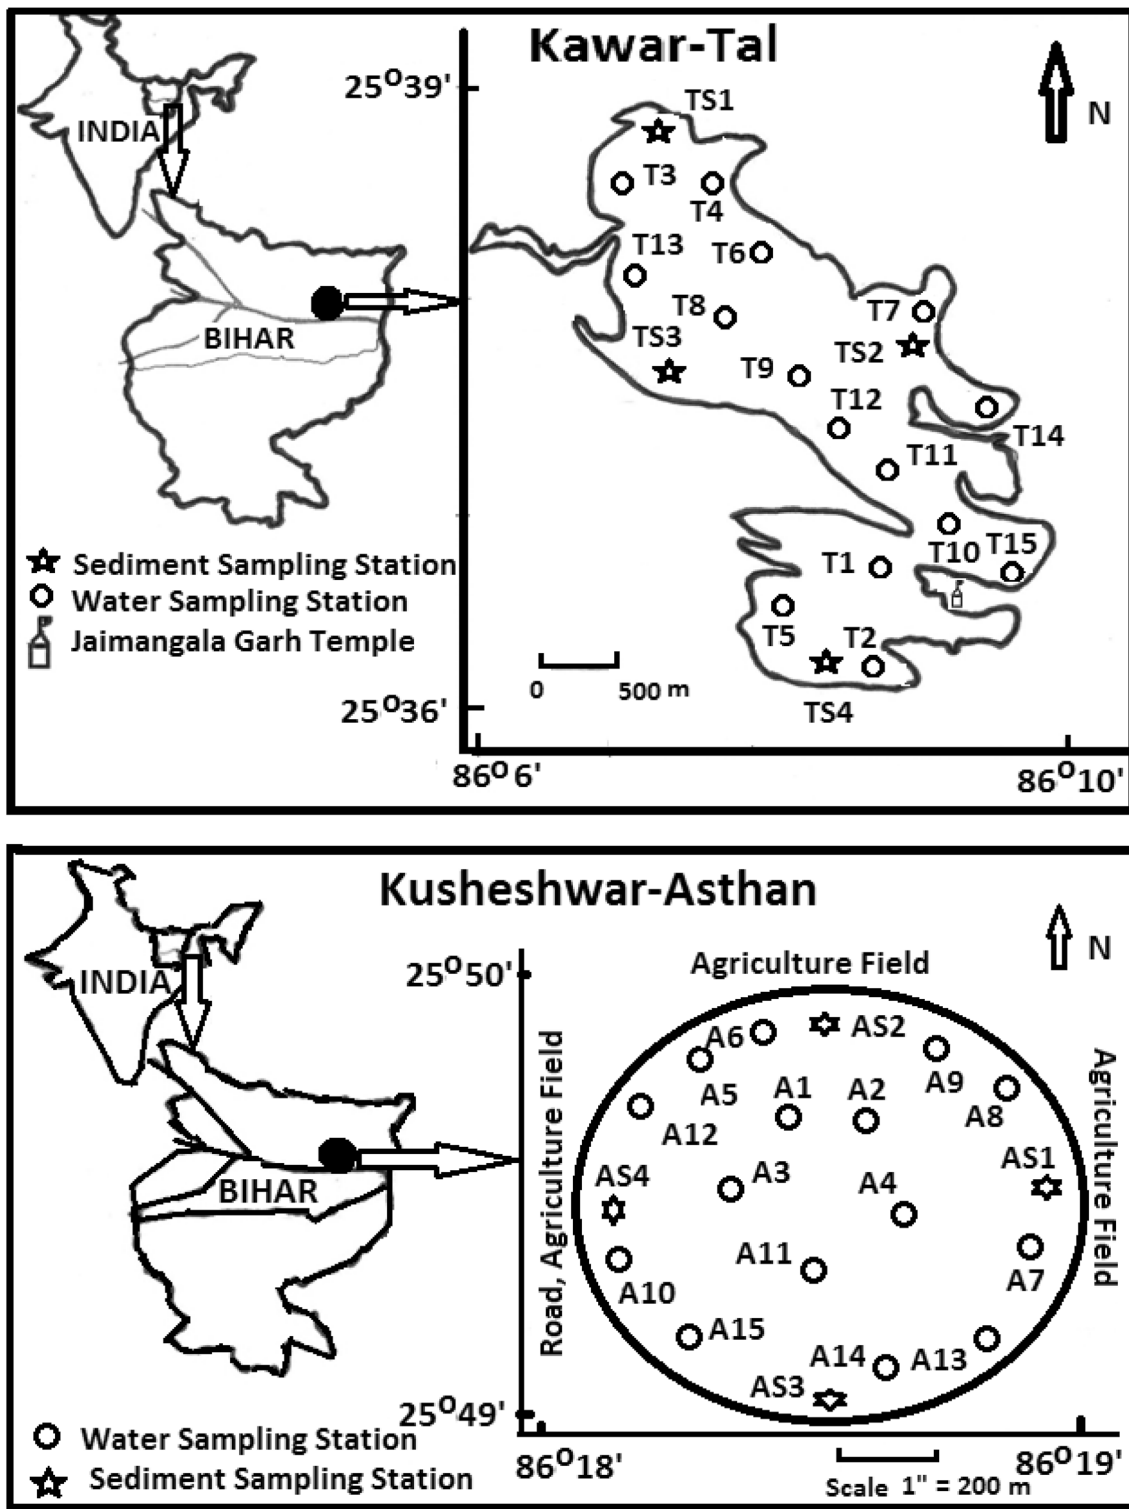 Kawar-Tal
N
INDIA
BIHAR
25°39'
25°36'
86°6'
86°10'
TS1
T3
T4
T13
T6
T8
T7
TS3
TS2
T9
T12
T14
T11
T10
T15
T1
T5
T2
TS4
0 500 m
Sediment Sampling Station
Water Sampling Station
Jaimangala Garh Temple
Kusheshwar-Asthan
N
INDIA
BIHAR
25°50'
25°49'
86°18'
86°19'
Agriculture Field
Road, Agriculture Field
Agriculture Field
A6
AS2
A5
A1
A2
A9
A8
A12
AS4
A3
A4
AS1
A11
A10
A7
A15
A14
A13
AS3
Water Sampling Station
Sediment Sampling Station
Scale 1" = 200 m